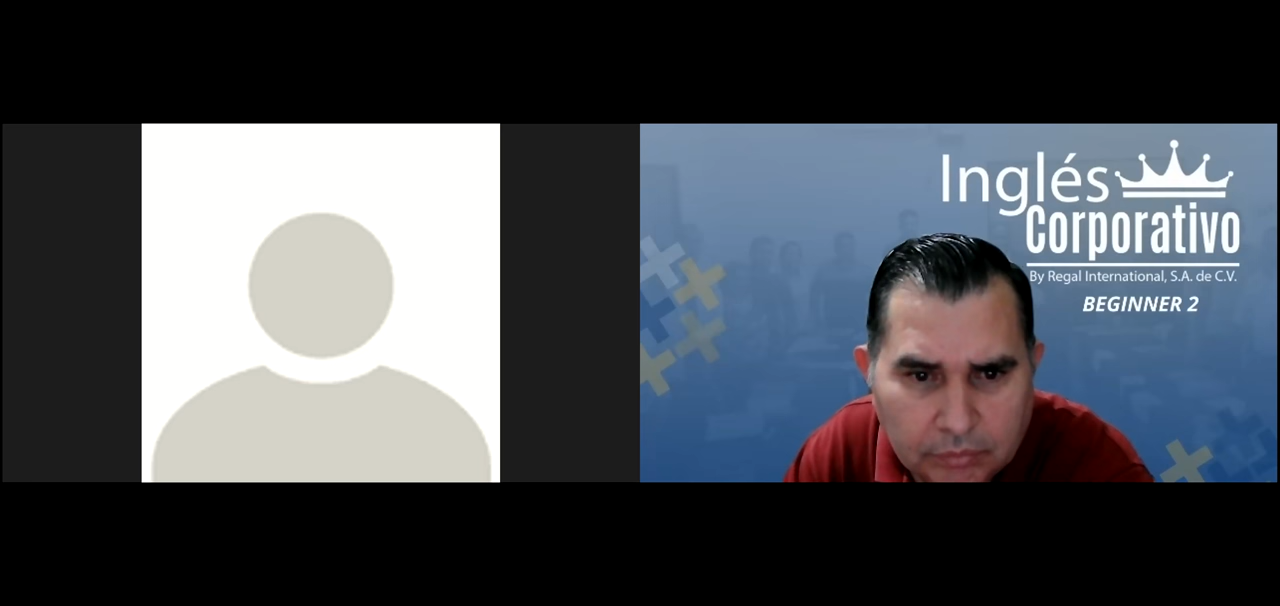 Inglés
Corporativo
By Regal International, S.A. de C.V.
BEGINNER 2